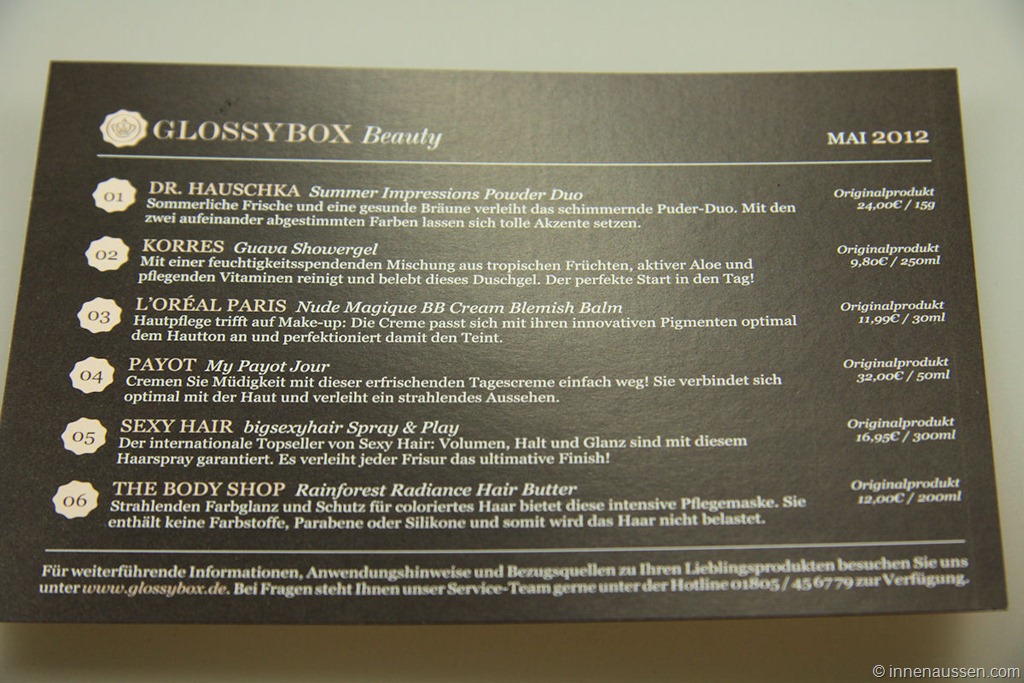 GLOSSYBOX Beauty MAI 2012
01 DR. HAUSCHKA Summer Impressions Powder Duo Originalprodukt
Sommerliche Frische und eine gesunde Bräune verleiht das schimmernde Puder-Duo. Mit den 24,00€ / 15g
zwei aufeinander abgestimmten Farben lassen sich tolle Akzente setzen.
02 KORRES Guava Showergel Originalprodukt
Mit einer feuchtigkeitsspendenden Mischung aus tropischen Früchten, aktiver Aloe und 9,80€ / 250ml
pflegenden Vitaminen reinigt und belebt dieses Duschgel. Der perfekte Start in den Tag!
03 L'ORÉAL PARIS Nude Magique BB Cream Blemish Balm Originalprodukt
Hautpflege trifft auf Make-up: Die Creme passt sich mit ihren innovativen Pigmenten optimal 11,99€ / 30ml
dem Hautton an und perfektioniert damit den Teint.
04 PAYOT My Payot Jour Originalprodukt
Cremen Sie Müdigkeit mit dieser erfrischenden Tagescreme einfach weg! Sie verbindet sich 32,00€ / 50ml
optimal mit der Haut und verleiht ein strahlendes Aussehen.
05 SEXY HAIR bigsexyhair Spray & Play Originalprodukt
Der internationale Topseller von Sexy Hair: Volumen, Halt und Glanz sind mit diesem 16,95€ / 300ml
Haarspray garantiert. Es verleiht jeder Frisur das ultimative Finish!
06 THE BODY SHOP Rainforest Radiance Hair Butter Originalprodukt
Strahlenden Farbglanz und Schutz für coloriertes Haar bietet diese intensive Pflegemaske. Sie 12,00€ / 200ml
enthält keine Farbstoffe, Parabene oder Silikone und somit wird das Haar nicht belastet.
Für weiterführende Informationen, Anwendungshinweise und Bezugsquellen zu Ihren Lieblingsprodukten besuchen Sie uns
unter www.glossybox.de. Bei Fragen steht Ihnen unser Service-Team gerne unter der Hotline 01805 / 45 67 79 zur Verfügung.
© innenaussen.com